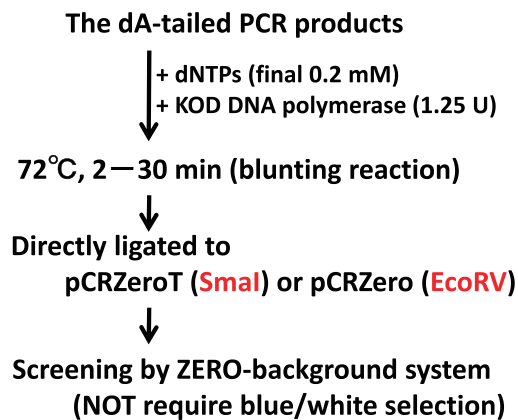 The dA-tailed PCR products
+ dNTPs (final 0.2 mM)
+ KOD DNA polymerase (1.25 U)
72℃, 2－30 min (blunting reaction)
Directly ligated to
pCRZeroT (SmaI) or pCRZero (EcoRV)
Screening by ZERO-background system
(NOT require blue/white selection)